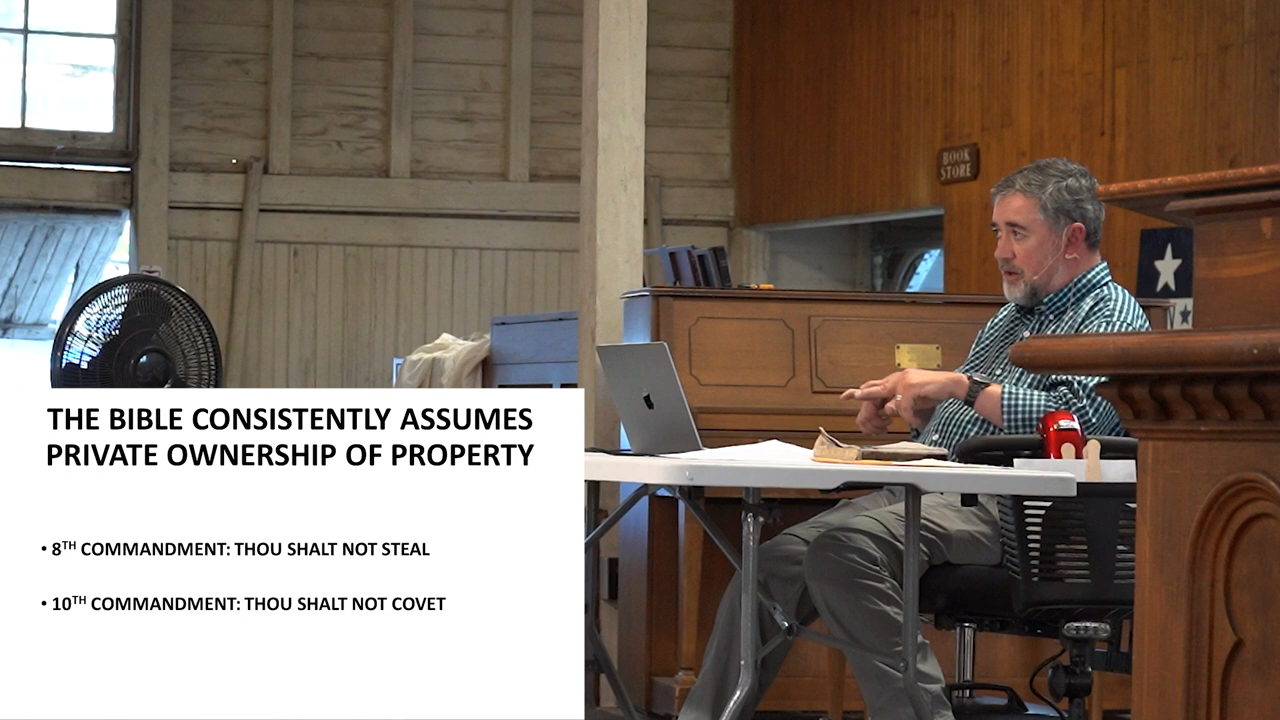 BOOK
STORE
THE BIBLE CONSISTENTLY ASSUMES
PRIVATE OWNERSHIP OF PROPERTY
• 8TH COMMANDMENT: THOU SHALT NOT STEAL
• 10TH COMMANDMENT: THOU SHALT NOT COVET